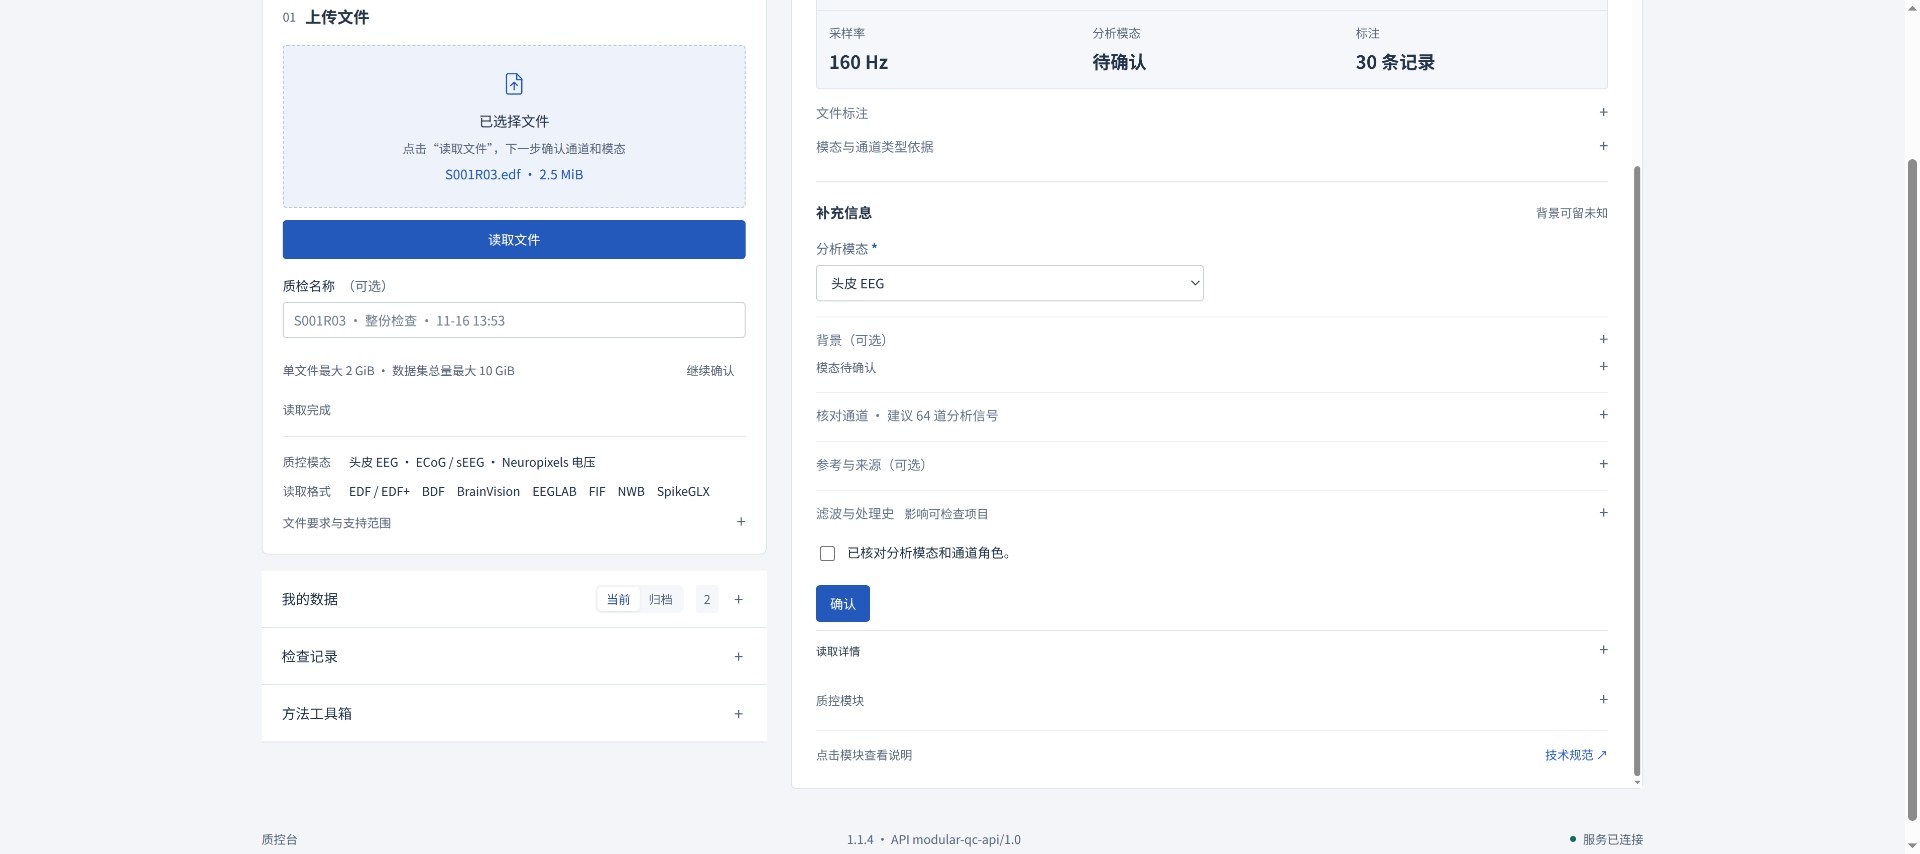 01 上传文件
已选择文件
点击“读取文件”，下一步确认通道和模态
S001R03.edf · 2.5 MiB
读取文件
质检名称 （可选）
S001R03 · 整份检查 · 11-16 13:53
单文件最大 2 GiB · 数据集总量最大 10 GiB 继续确认
读取完成
质控模态 头皮 EEG · ECoG / sEEG · Neuropixels 电压
读取格式 EDF / EDF+ BDF BrainVision EEGLAB FIF NWB SpikeGLX
文件要求与支持范围 +
我的数据 当前 归档 2 +
检查记录 +
方法工具箱 +
采样率 分析模态 标注
160 Hz 待确认 30 条记录
文件标注 +
模态与通道类型依据 +
补充信息 背景可留未知
分析模态 *
头皮 EEG
背景（可选） +
模态待确认 +
核对通道 · 建议 64 道分析信号 +
参考与来源（可选） +
滤波与处理史 影响可检查项目 +
已核对分析模态和通道角色。
确认
读取详情 +
质控模块 +
点击模块查看说明 技术规范 ↗
质控台 1.1.4 · API modular-qc-api/1.0 服务已连接